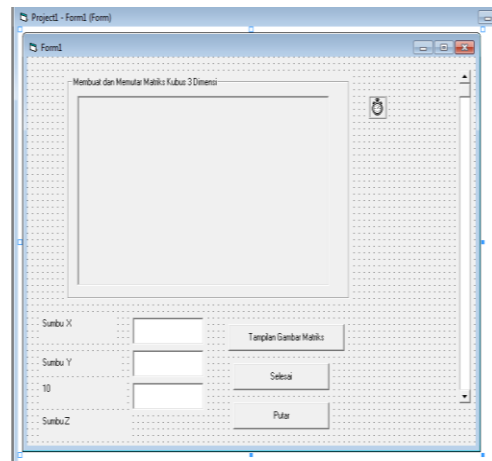 Project1 - Form1 (Form)
Form1
Membuat dan Memutar Matriks Kubus 3 Dimensi
Sumbu X
Tampilan Gambar Matriks
Sumbu Y
Selesai
10
Putar
Sumbu Z